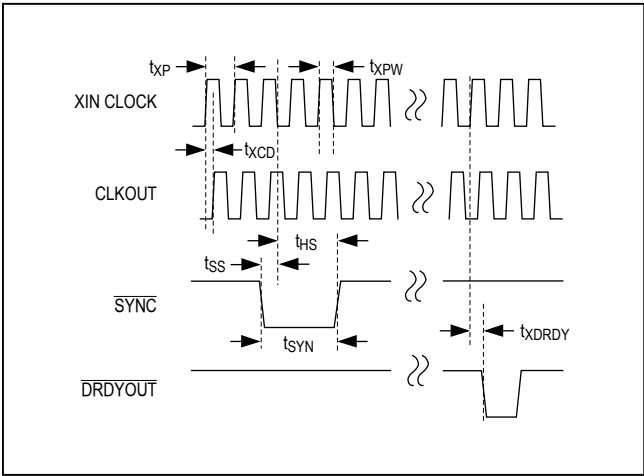 tXP
tXPW
XIN CLOCK
tXCD
CLKOUT
tHS
tSS
SYNC
tSYN
tXDRDY
DRDYOUT